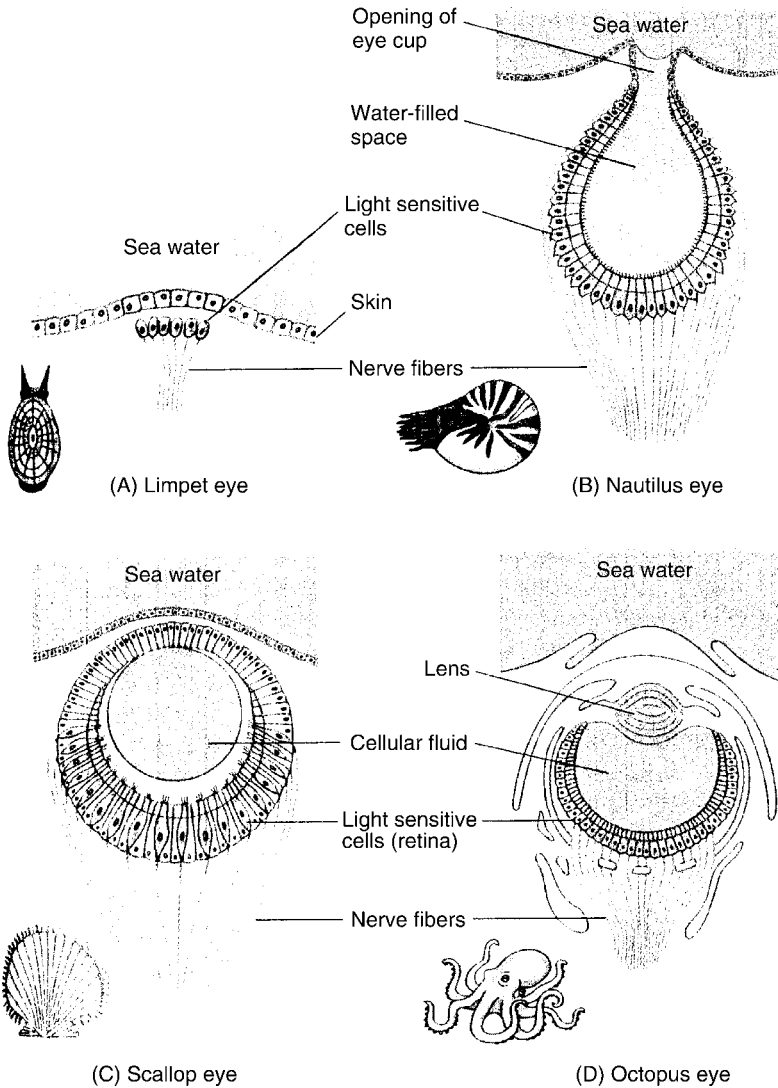 Opening of
eye cup
Sea water
Water-filled
space
Light sensitive
cells
Sea water
Skin
Nerve fibers
(A) Limpet eye
(B) Nautilus eye
Sea water
Sea water
Lens
Cellular fluid
Light sensitive
cells (retina)
Nerve fibers
(C) Scallop eye
(D) Octopus eye